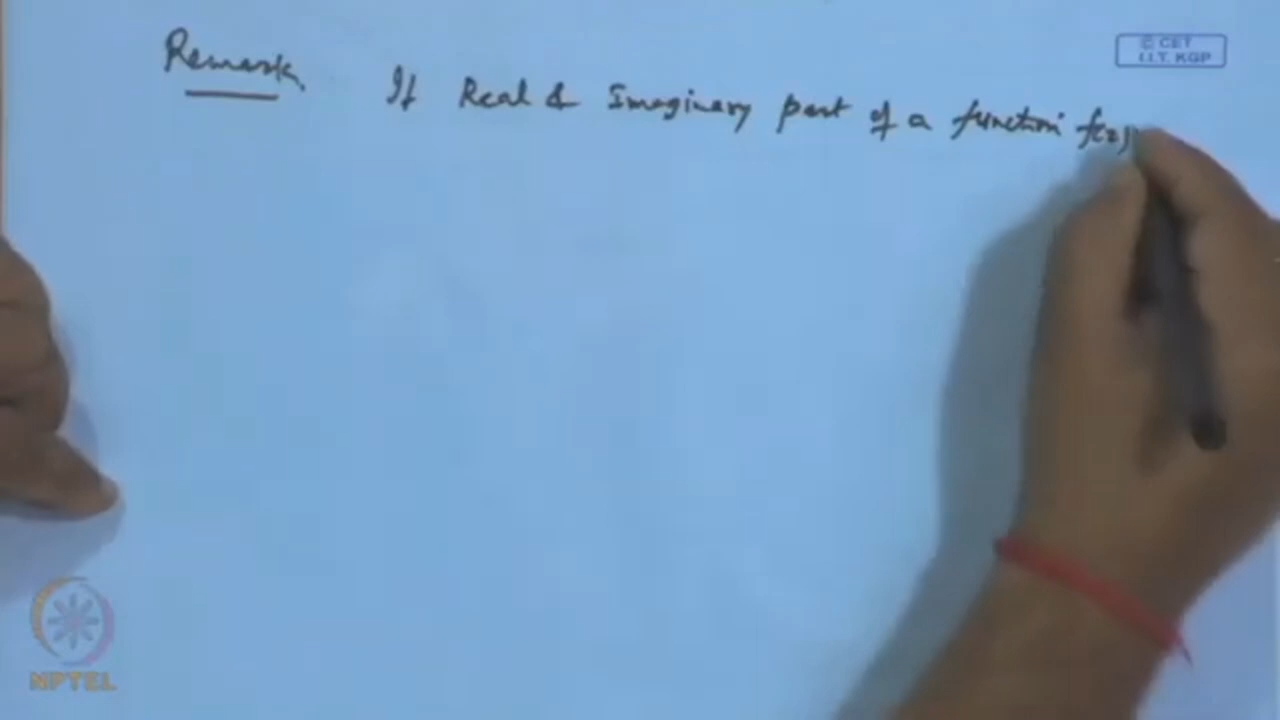 Remark
If Real & Imaginary part of a function f(z)
© CET
I.I.T. KGP
NPTEL